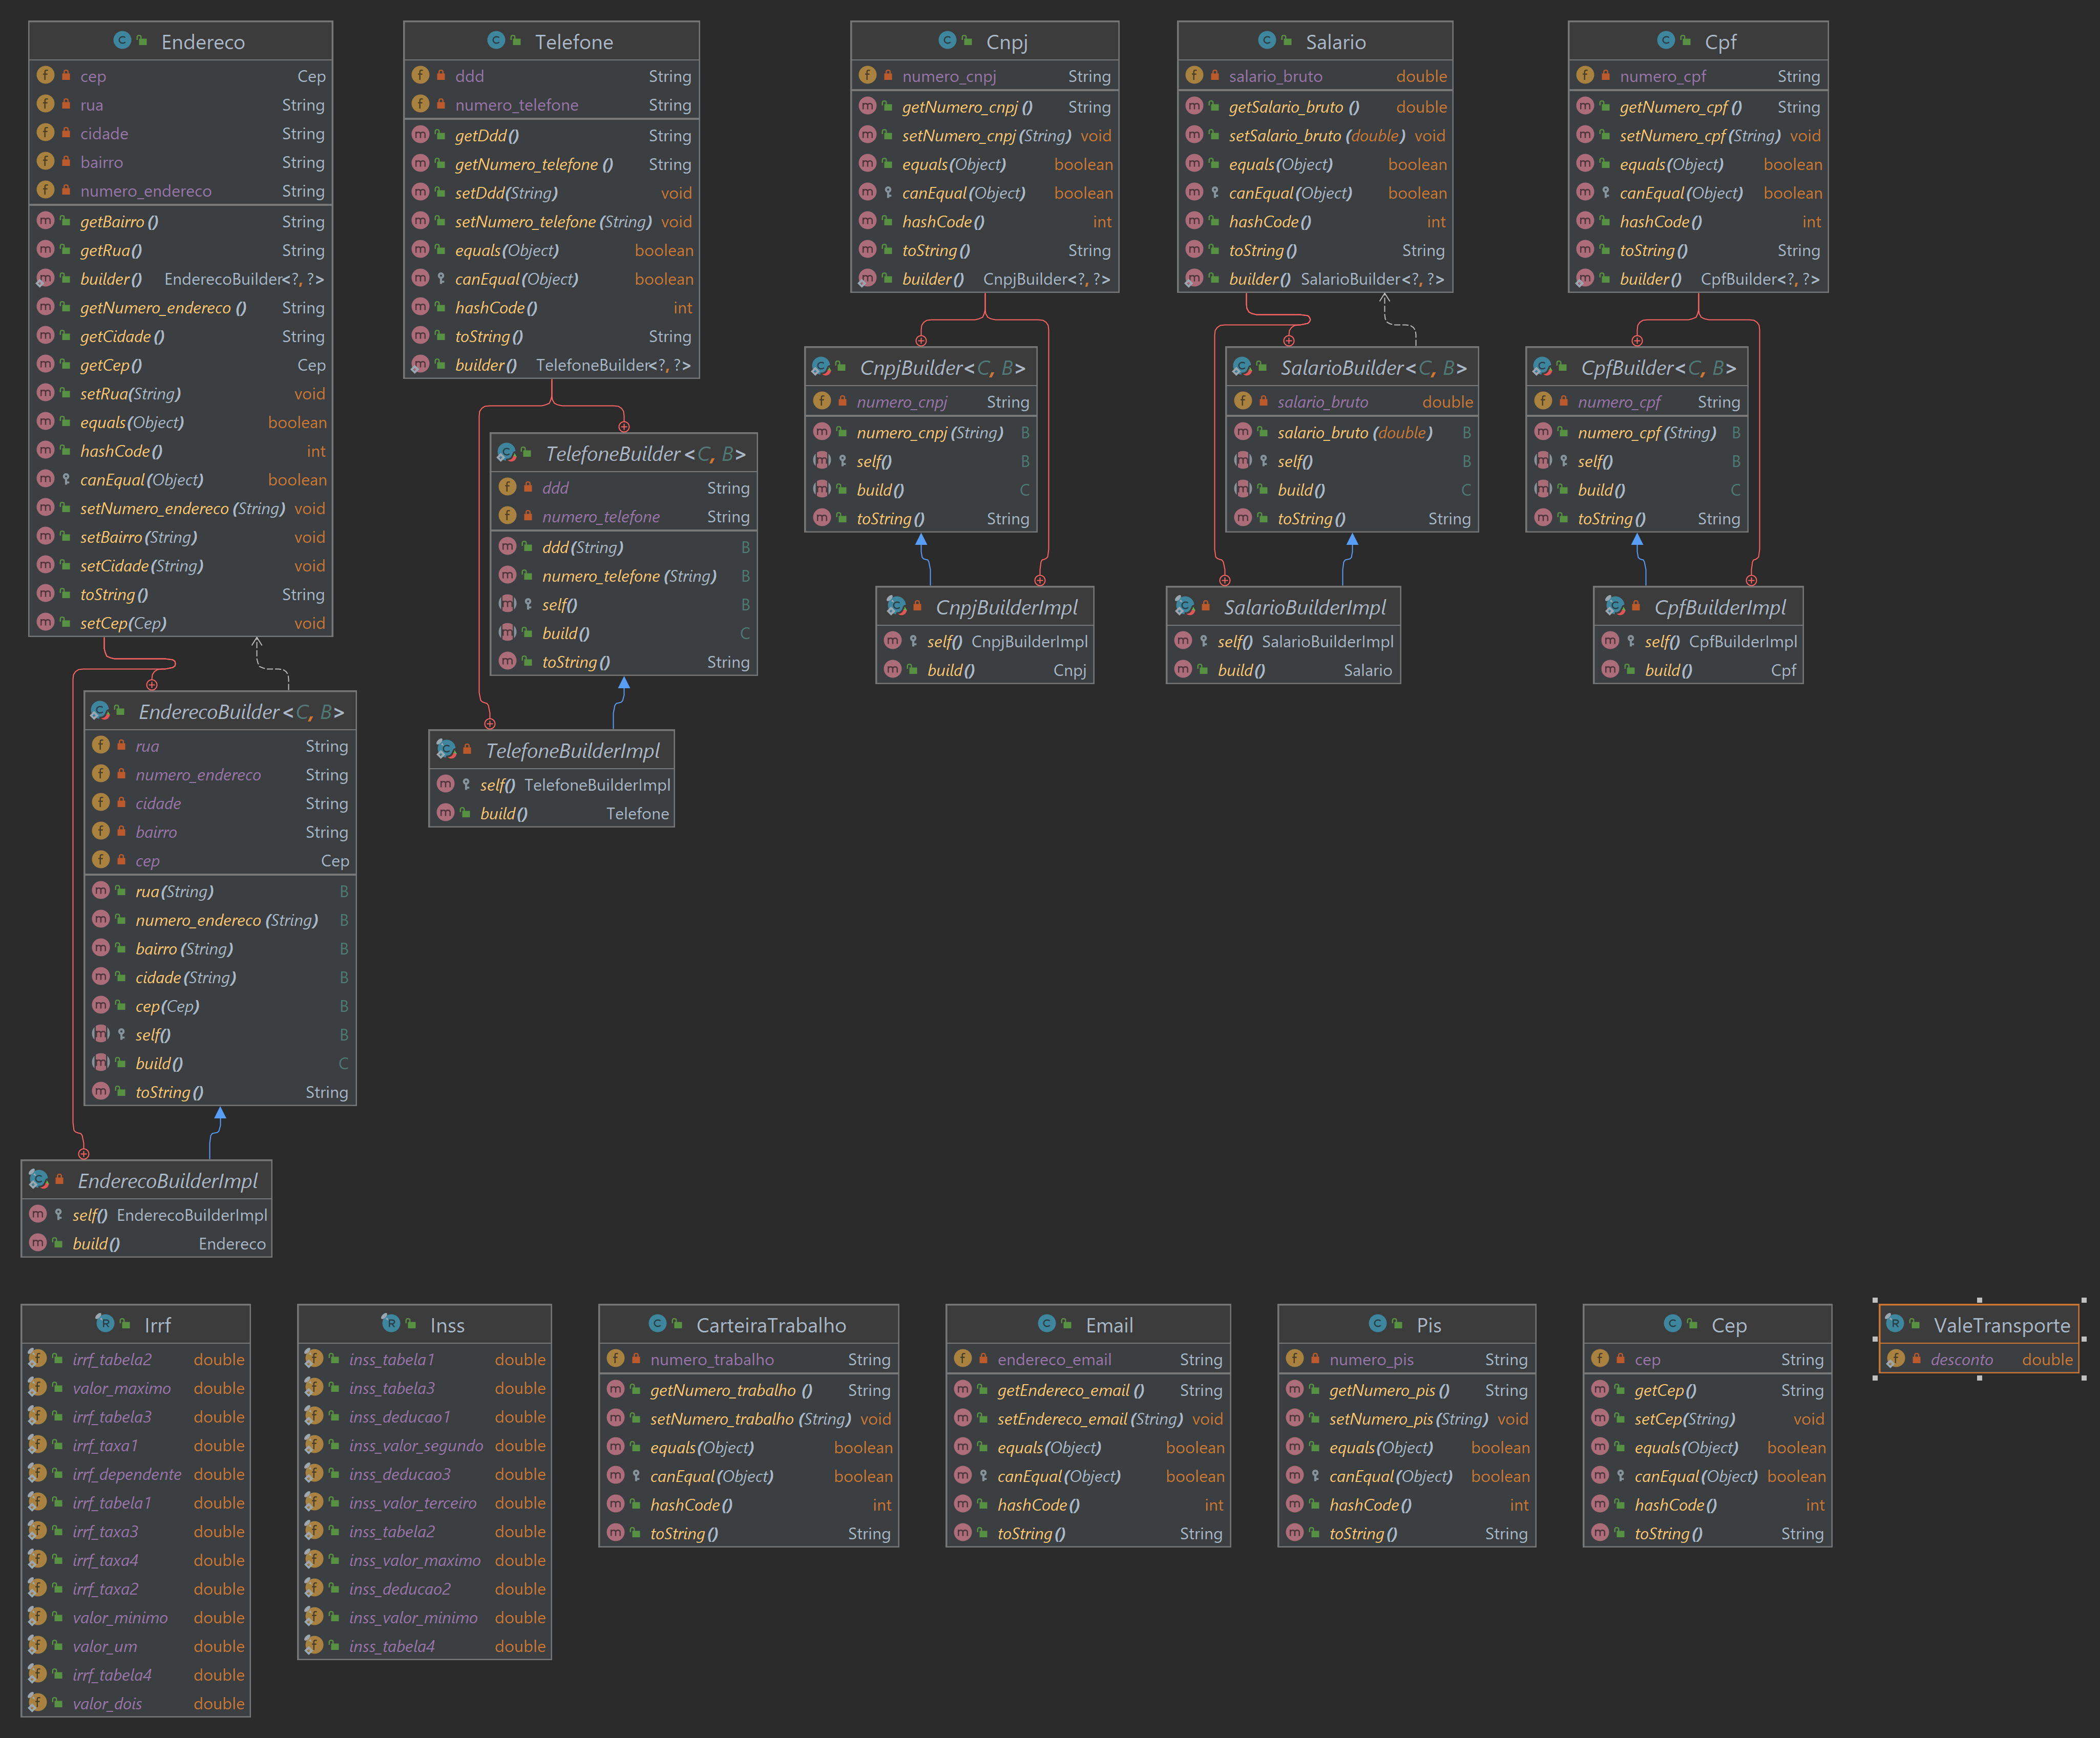 Endereco
cep Cep
rua String
cidade String
bairro String
numero_endereco String
getBairro() String
getRua() String
builder() EnderecoBuilder<?, ?>
getNumero_endereco() String
getCidade() String
getCep() Cep
setRua(String) void
equals(Object) boolean
hashCode() int
canEqual(Object) boolean
setNumero_endereco(String) void
setBairro(String) void
setCidade(String) void
toString() String
setCep(Cep) void
Telefone
ddd String
numero_telefone String
getDdd() String
getNumero_telefone() String
setDdd(String) void
setNumero_telefone(String) void
equals(Object) boolean
canEqual(Object) boolean
hashCode() int
toString() String
builder() TelefoneBuilder<?, ?>
Cnpj
numero_cnpj String
getNumero_cnpj() String
setNumero_cnpj(String) void
equals(Object) boolean
canEqual(Object) boolean
hashCode() int
toString() String
builder() CnpjBuilder<?, ?>
Salario
salario_bruto double
getSalario_bruto() double
setSalario_bruto(double) void
equals(Object) boolean
canEqual(Object) boolean
hashCode() int
toString() String
builder() SalarioBuilder<?, ?>
Cpf
numero_cpf String
getNumero_cpf() String
setNumero_cpf(String) void
equals(Object) boolean
canEqual(Object) boolean
hashCode() int
toString() String
builder() CpfBuilder<?, ?>
CnpjBuilder<C, B>
numero_cnpj String
numero_cnpj(String) B
self() B
build() C
toString() String
SalarioBuilder<C, B>
salario_bruto double
salario_bruto(double) B
self() B
build() C
toString() String
CpfBuilder<C, B>
numero_cpf String
numero_cpf(String) B
self() B
build() C
toString() String
TelefoneBuilder<C, B>
ddd String
numero_telefone String
ddd(String) B
numero_telefone(String) B
self() B
build() C
toString() String
CnpjBuilderImpl
self() CnpjBuilderImpl
build() Cnpj
SalarioBuilderImpl
self() SalarioBuilderImpl
build() Salario
CpfBuilderImpl
self() CpfBuilderImpl
build() Cpf
EnderecoBuilder<C, B>
rua String
numero_endereco String
cidade String
bairro String
cep Cep
rua(String) B
numero_endereco(String) B
bairro(String) B
cidade(String) B
cep(Cep) B
self() B
build() C
toString() String
TelefoneBuilderImpl
self() TelefoneBuilderImpl
build() Telefone
EnderecoBuilderImpl
self() EnderecoBuilderImpl
build() Endereco
Irrf
irrf_tabela2 double
valor_maximo double
irrf_tabela3 double
irrf_taxa1 double
irrf_dependente double
irrf_tabela1 double
irrf_taxa3 double
irrf_taxa4 double
irrf_taxa2 double
valor_minimo double
valor_um double
irrf_tabela4 double
valor_dois double
Inss
inss_tabela1 double
inss_tabela3 double
inss_deducao1 double
inss_valor_segundo double
inss_deducao3 double
inss_valor_terceiro double
inss_tabela2 double
inss_valor_maximo double
inss_deducao2 double
inss_valor_minimo double
inss_tabela4 double
CarteiraTrabalho
numero_trabalho String
getNumero_trabalho() String
setNumero_trabalho(String) void
equals(Object) boolean
canEqual(Object) boolean
hashCode() int
toString() String
Email
endereco_email String
getEndereco_email() String
setEndereco_email(String) void
equals(Object) boolean
canEqual(Object) boolean
hashCode() int
toString() String
Pis
numero_pis String
getNumero_pis() String
setNumero_pis(String) void
equals(Object) boolean
canEqual(Object) boolean
hashCode() int
toString() String
Cep
cep String
getCep() String
setCep(String) void
equals(Object) boolean
canEqual(Object) boolean
hashCode() int
toString() String
ValeTransporte
desconto double